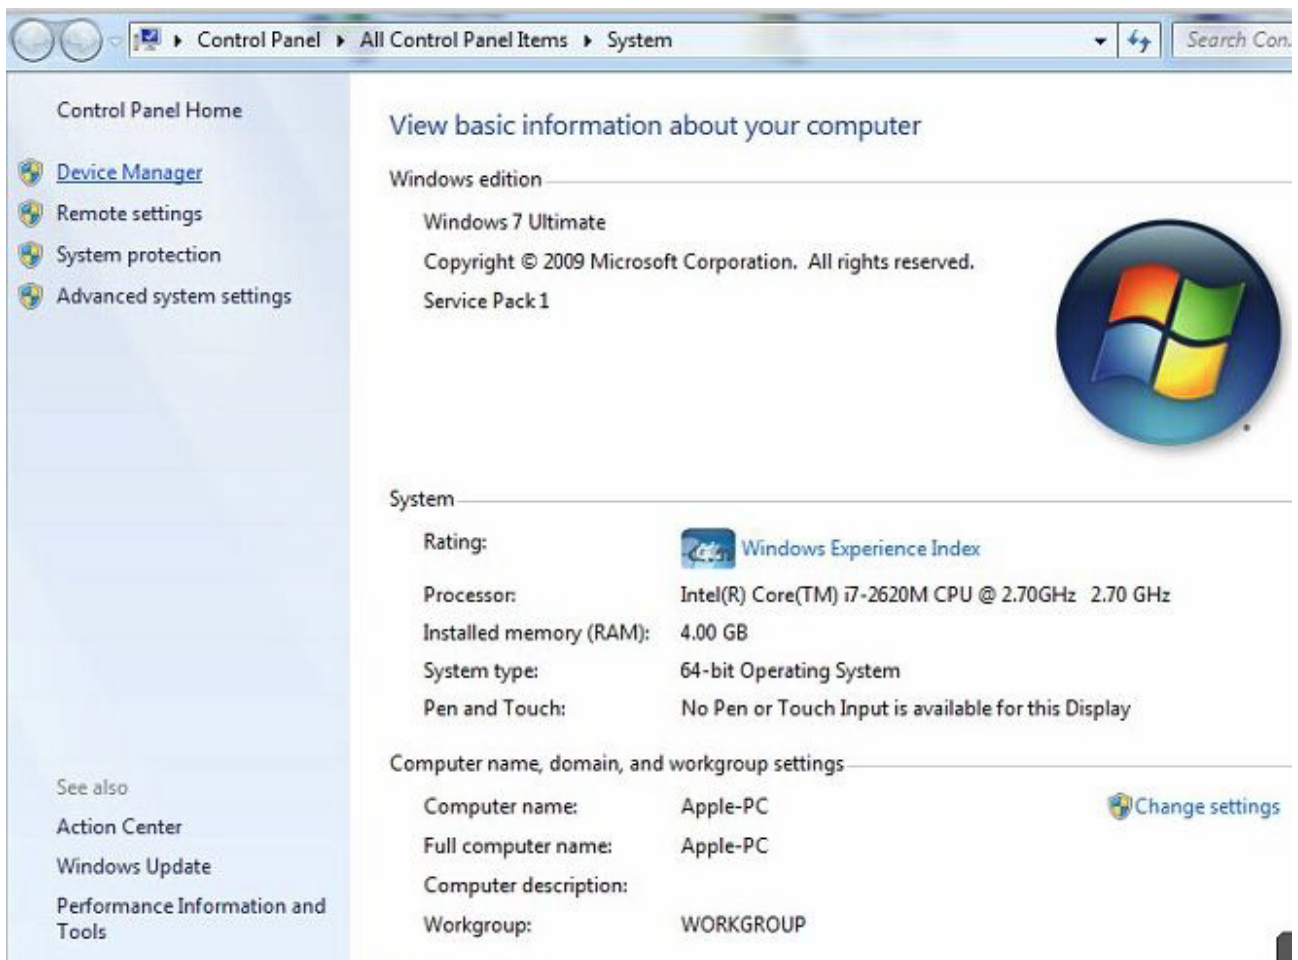 Control Panel ▸ All Control Panel Items ▸ System
Search Con...
Control Panel Home
Device Manager
Remote settings
System protection
Advanced system settings
See also
Action Center
Windows Update
Performance Information and
Tools
View basic information about your computer
Windows edition
Windows 7 Ultimate
Copyright © 2009 Microsoft Corporation. All rights reserved.
Service Pack 1
System
Rating: Windows Experience Index
Processor: Intel(R) Core(TM) i7-2620M CPU @ 2.70GHz 2.70 GHz
Installed memory (RAM): 4.00 GB
System type: 64-bit Operating System
Pen and Touch: No Pen or Touch Input is available for this Display
Computer name, domain, and workgroup settings
Computer name: Apple-PC Change settings
Full computer name: Apple-PC
Computer description:
Workgroup: WORKGROUP